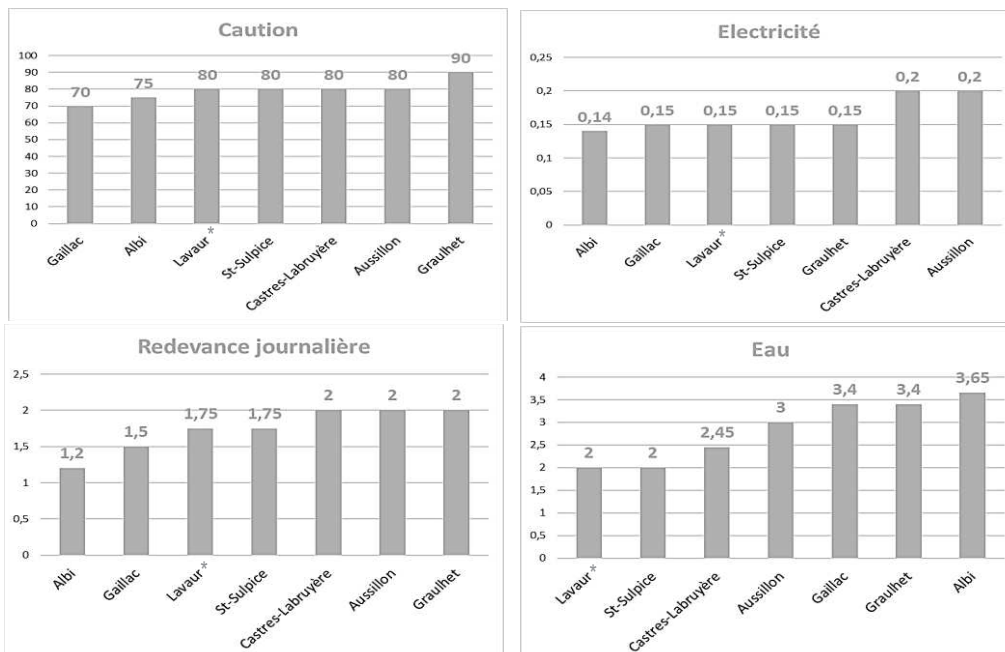 Caution
100
90
80
70
60
50
40
30
20
10
0
70
75
80
80
80
80
90
Gaillac
Albi
Lavaur*
St-Sulpice
Castres-Labruyère
Aussillon
Graulhet
Electricité
0,25
0,2
0,15
0,1
0,05
0
0,14
0,15
0,15
0,15
0,15
0,2
0,2
Albi
Gaillac
Lavaur*
St-Sulpice
Graulhet
Castres-Labruyère
Aussillon
Redevance journalière
2,5
2
1,5
1
0,5
0
1,2
1,5
1,75
1,75
2
2
2
Albi
Gaillac
Lavaur*
St-Sulpice
Castres-Labruyère
Aussillon
Graulhet
Eau
4
3,5
3
2,5
2
1,5
1
0,5
0
2
2
2,45
3
3,4
3,4
3,65
Lavaur*
St-Sulpice
Castres-Labruyère
Aussillon
Gaillac
Graulhet
Albi